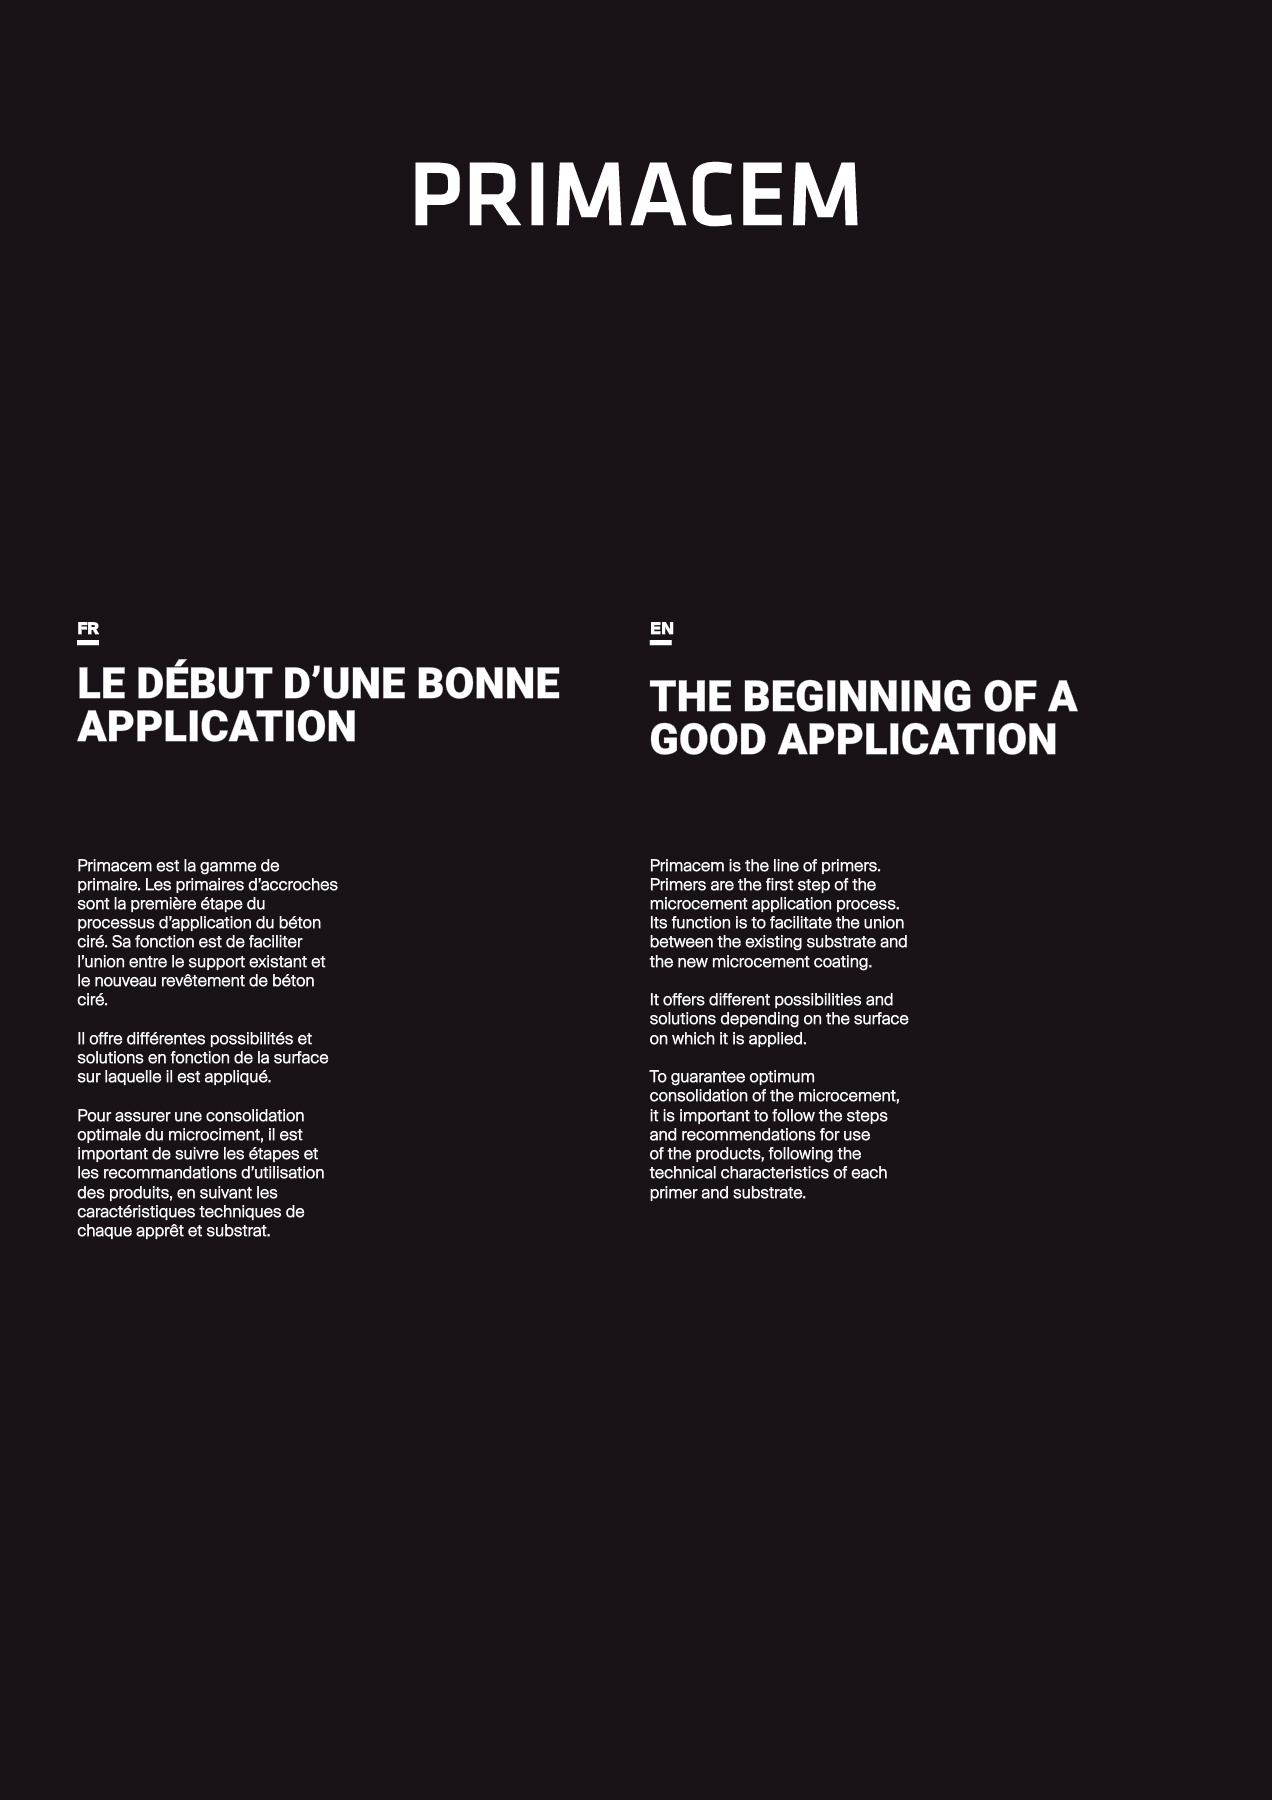 PRIMACEM
FR
LE DÉBUT D’UNE BONNE
APPLICATION
Primacem est la gamme de
primaire. Les primaires d’accroches
sont la première étape du
processus d’application du béton
ciré. Sa fonction est de faciliter
l’union entre le support existant et
le nouveau revêtement de béton
ciré.
Il offre différentes possibilités et
solutions en fonction de la surface
sur laquelle il est appliqué.
Pour assurer une consolidation
optimale du microciment, il est
important de suivre les étapes et
les recommandations d’utilisation
des produits, en suivant les
caractéristiques techniques de
chaque apprêt et substrat.
EN
THE BEGINNING OF A
GOOD APPLICATION
Primacem is the line of primers.
Primers are the first step of the
microcement application process.
Its function is to facilitate the union
between the existing substrate and
the new microcement coating.
It offers different possibilities and
solutions depending on the surface
on which it is applied.
To guarantee optimum
consolidation of the microcement,
it is important to follow the steps
and recommendations for use
of the products, following the
technical characteristics of each
primer and substrate.